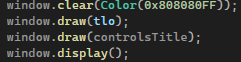 window.clear(Color(0x808080FF));
window.draw(tlo);
window.draw(controlsTitle);
window.display();